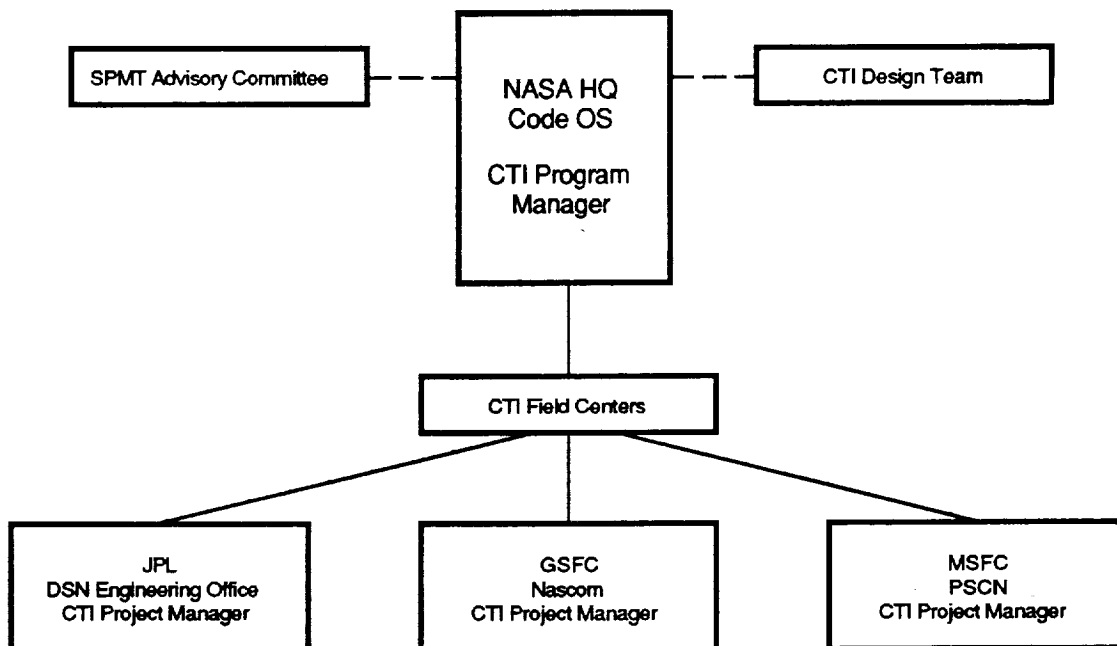 SPMT Advisory Committee
NASA HQ
Code OS
CTI Program
Manager
CTI Design Team
CTI Field Centers
JPL
DSN Engineering Office
CTI Project Manager
GSFC
Nascom
CTI Project Manager
MSFC
PSCN
CTI Project Manager